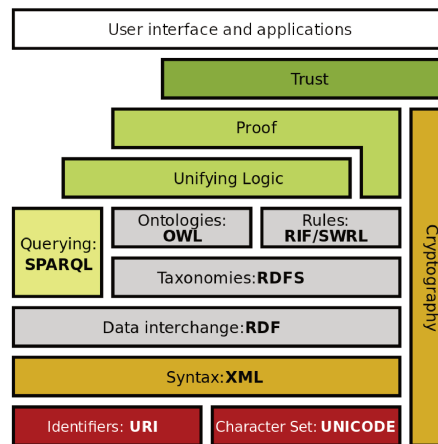 User interface and applications
Trust
Proof
Unifying Logic
Ontologies:
OWL
Rules:
RIF/SWRL
Querying:
SPARQL
Taxonomies:RDFS
Data interchange:RDF
Syntax:XML
Identifiers: URI
Character Set: UNICODE
Cryptography